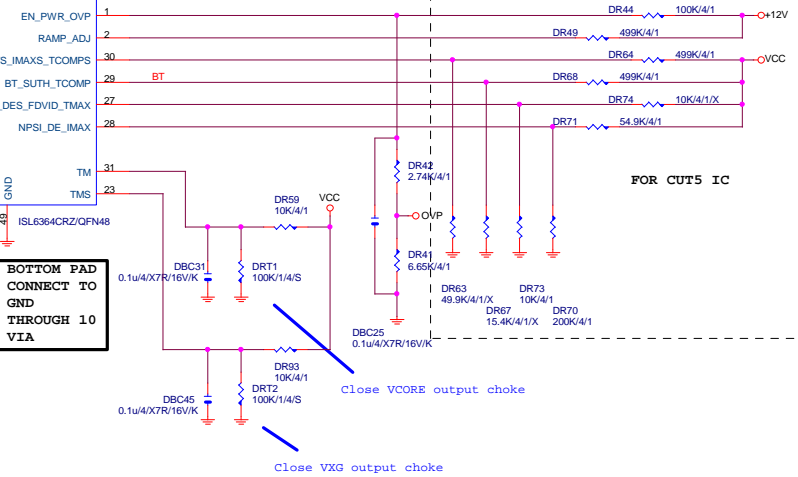 EN_PWR_OVP 1 DR44 100K/4/1 +12V
RAMP_ADJ 2 DR49 499K/4/1
S_IMAXS_TCOMPS 30 DR64 499K/4/1 VCC
BT_SUTH_TCOMP 29 BT DR68 499K/4/1
_DES_FDVID_TMAX 27 DR74 10K/4/1/X
NPSI_DE_IMAX 28 DR71 54.9K/4/1
TM 31
TMS 23
GND
49
ISL6364CRZ/QFN48
DR42
2.74K/4/1
OVP
DR41
6.65K/4/1
FOR CUT5 IC
DR59
10K/4/1
VCC
DBC31
0.1u/4/X7R/16V/K
DRT1
100K/1/4/S
BOTTOM PAD
CONNECT TO
GND
THROUGH 10
VIA
DR63
49.9K/4/1/X
DR73
10K/4/1
DR67
15.4K/4/1/X
DR70
200K/4/1
DBC25
0.1u/4/X7R/16V/K
DR93
10K/4/1
DBC45
0.1u/4/X7R/16V/K
DRT2
100K/1/4/S
Close VCORE output choke
Close VXG output choke